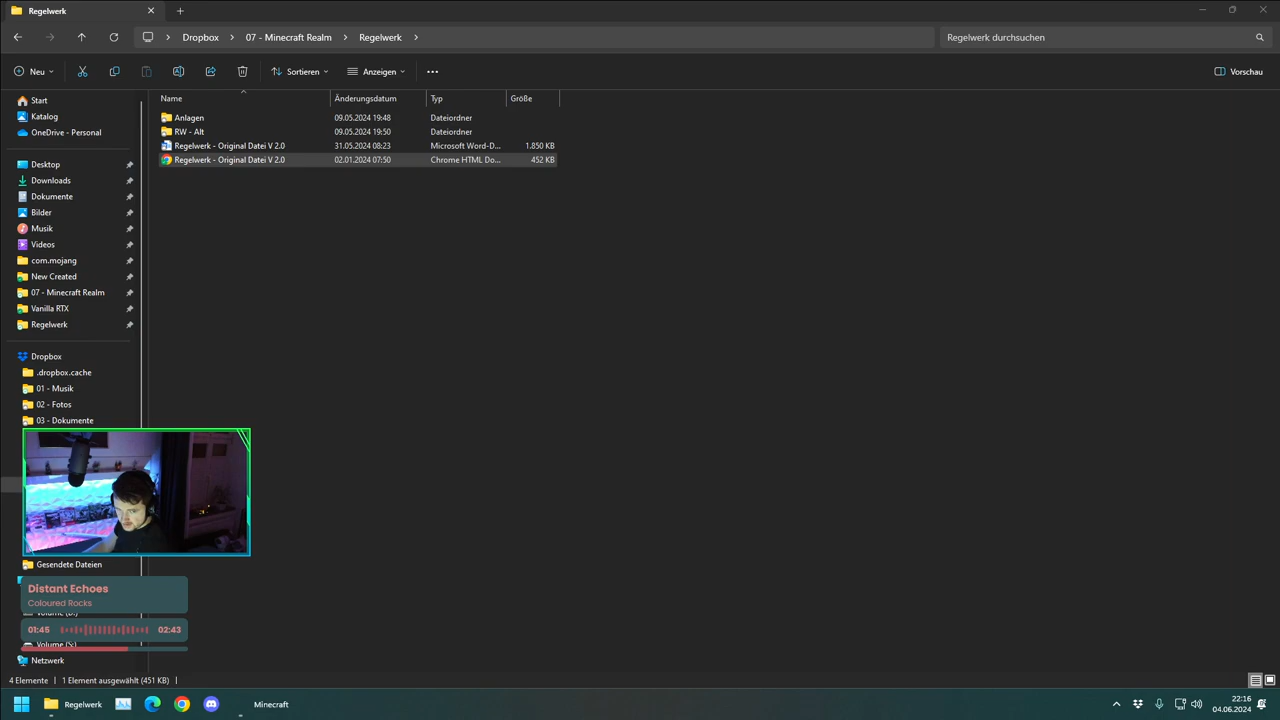 Regelwerk
Dropbox > 07 - Minecraft Realm > Regelwerk >
Regelwerk durchsuchen
Neu
Sortieren
Anzeigen
Vorschau
Name Änderungsdatum Typ Größe
Anlagen 09.05.2024 19:48 Dateiordner
RW - Alt 09.05.2024 19:50 Dateiordner
Regelwerk - Original Datei V 2.0 31.05.2024 08:23 Microsoft Word-D... 1.850 KB
Regelwerk - Original Datei V 2.0 02.01.2024 07:50 Chrome HTML Do... 452 KB
Start
Katalog
OneDrive - Personal
Desktop
Downloads
Dokumente
Bilder
Musik
Videos
com.mojang
New Created
07 - Minecraft Realm
Vanilla RTX
Regelwerk
Dropbox
.dropbox.cache
01 - Musik
02 - Fotos
03 - Dokumente
Gesendete Dateien
Distant Echoes
Coloured Rocks
Volume (D:)
01:45 02:43
Volume (S:)
Netzwerk
4 Elemente 1 Element ausgewählt (451 KB)
Regelwerk
Minecraft
22:16
04.06.2024